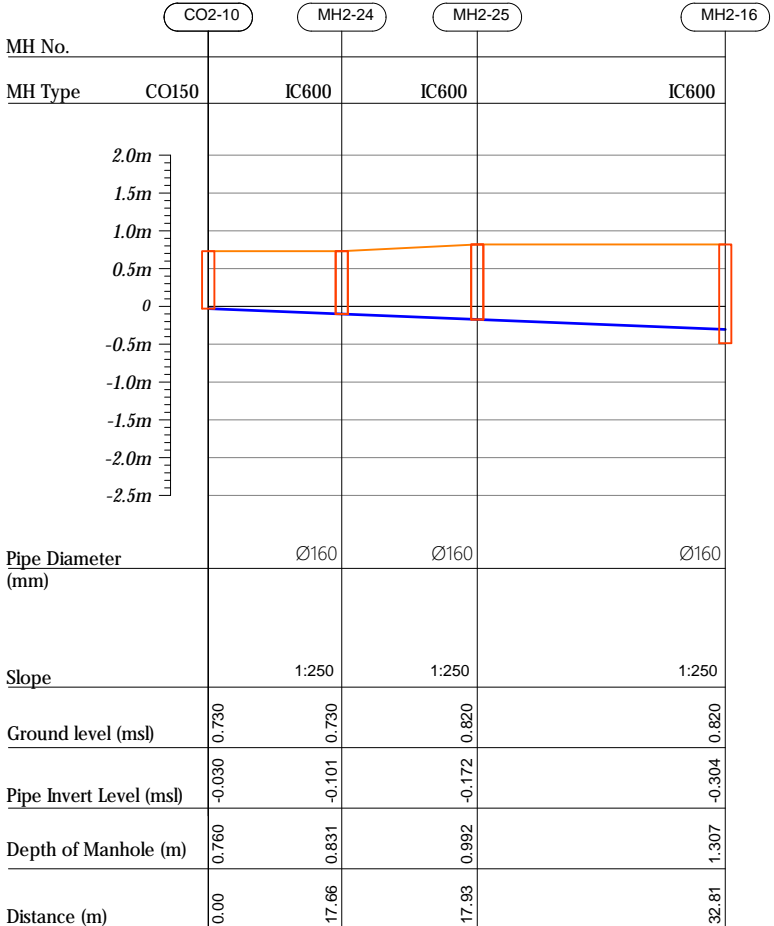 CO2-10 MH2-24 MH2-25 MH2-16
MH No.
MH Type CO150 IC600 IC600 IC600
2.0m
1.5m
1.0m
0.5m
0
-0.5m
-1.0m
-1.5m
-2.0m
-2.5m
Pipe Diameter Ø160 Ø160 Ø160
(mm)
Slope 1:250 1:250 1:250
Ground level (msl) 0.730 0.730 0.820 0.820
Pipe Invert Level (msl) -0.030 -0.101 -0.172 -0.304
Depth of Manhole (m) 0.760 0.831 0.992 1.307
Distance (m) 0.00 17.66 17.93 32.81